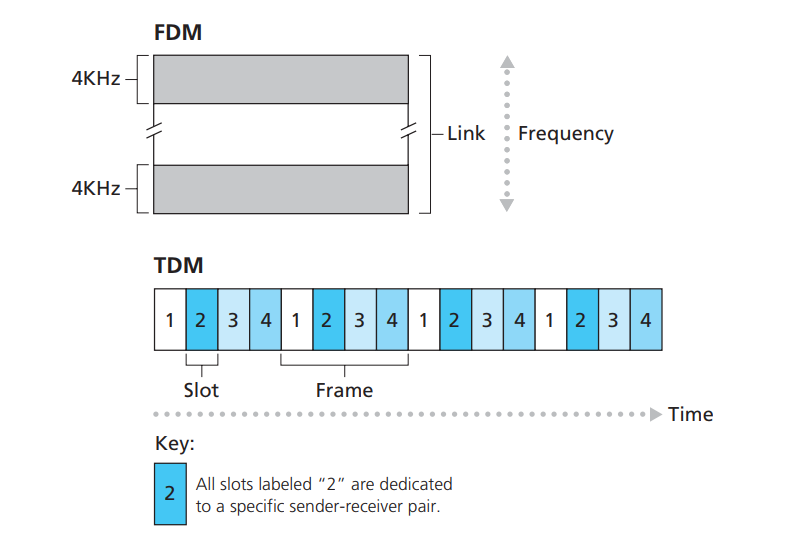 FDM
4KHz
4KHz
Link
Frequency
TDM
1 2 3 4 1 2 3 4 1 2 3 4 1 2 3 4
Slot
Frame
Time
Key:
2
All slots labeled “2” are dedicated
to a specific sender-receiver pair.